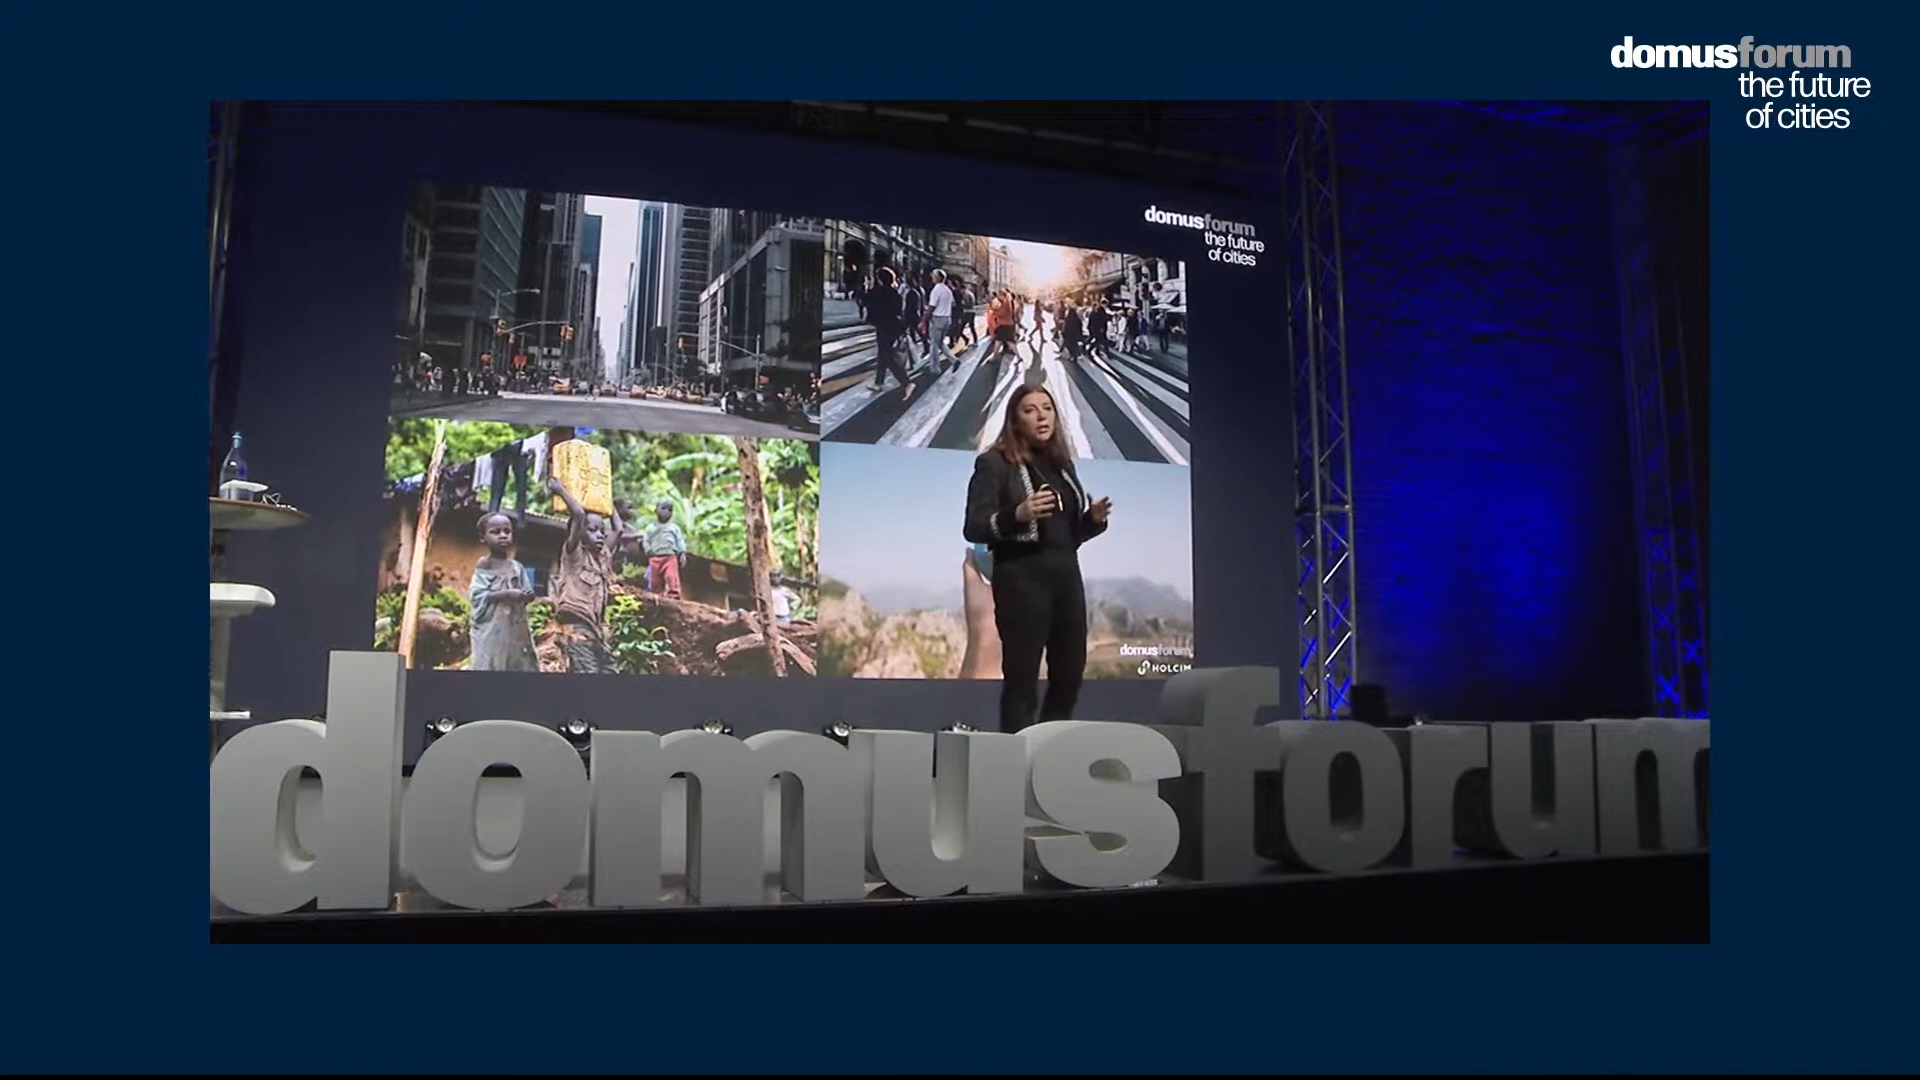 domusforum
the future
of cities
domusforum
the future
of cities
domusforum
HOLCIM
domusforum